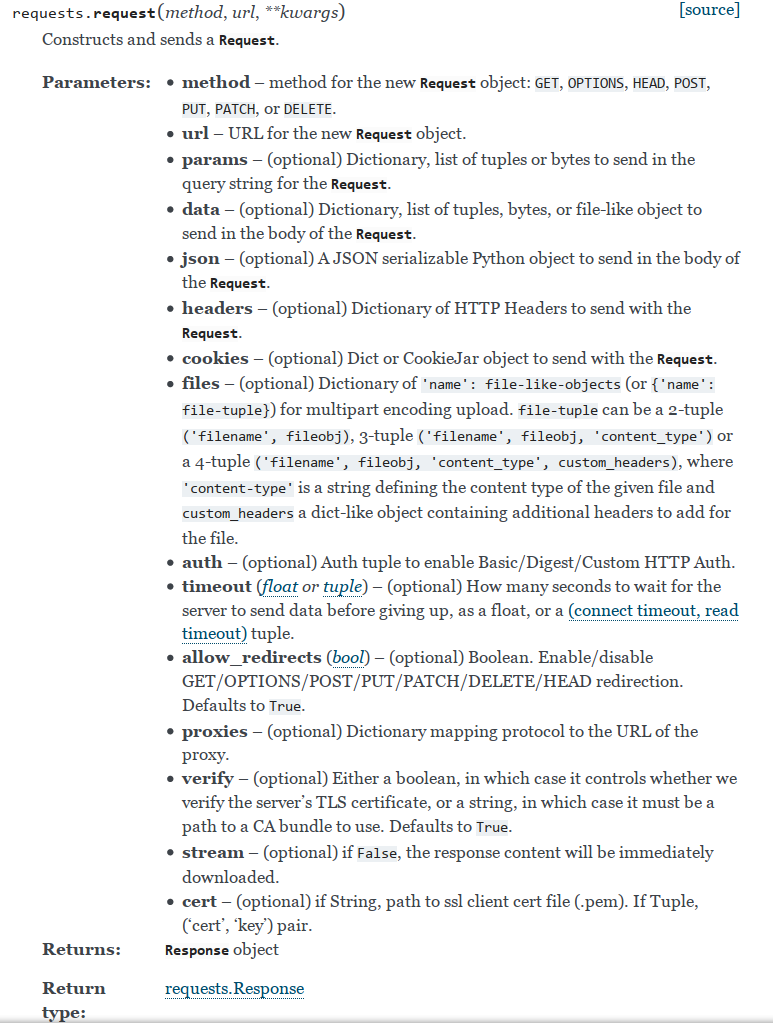 requests.request(method, url, **kwargs) [source]
Constructs and sends a Request.
Parameters: • method – method for the new Request object: GET, OPTIONS, HEAD, POST,
PUT, PATCH, or DELETE.
• url – URL for the new Request object.
• params – (optional) Dictionary, list of tuples or bytes to send in the
query string for the Request.
• data – (optional) Dictionary, list of tuples, bytes, or file-like object to
send in the body of the Request.
• json – (optional) A JSON serializable Python object to send in the body of
the Request.
• headers – (optional) Dictionary of HTTP Headers to send with the
Request.
• cookies – (optional) Dict or CookieJar object to send with the Request.
• files – (optional) Dictionary of 'name': file-like-objects (or {'name':
file-tuple}) for multipart encoding upload. file-tuple can be a 2-tuple
('filename', fileobj), 3-tuple ('filename', fileobj, 'content_type') or
a 4-tuple ('filename', fileobj, 'content_type', custom_headers), where
'content-type' is a string defining the content type of the given file and
custom_headers a dict-like object containing additional headers to add for
the file.
• auth – (optional) Auth tuple to enable Basic/Digest/Custom HTTP Auth.
• timeout (float or tuple) – (optional) How many seconds to wait for the
server to send data before giving up, as a float, or a (connect timeout, read
timeout) tuple.
• allow_redirects (bool) – (optional) Boolean. Enable/disable
GET/OPTIONS/POST/PUT/PATCH/DELETE/HEAD redirection.
Defaults to True.
• proxies – (optional) Dictionary mapping protocol to the URL of the
proxy.
• verify – (optional) Either a boolean, in which case it controls whether we
verify the server’s TLS certificate, or a string, in which case it must be a
path to a CA bundle to use. Defaults to True.
• stream – (optional) if False, the response content will be immediately
downloaded.
• cert – (optional) if String, path to ssl client cert file (.pem). If Tuple,
(‘cert’, ‘key’) pair.
Returns: Response object
Return requests.Response
type: